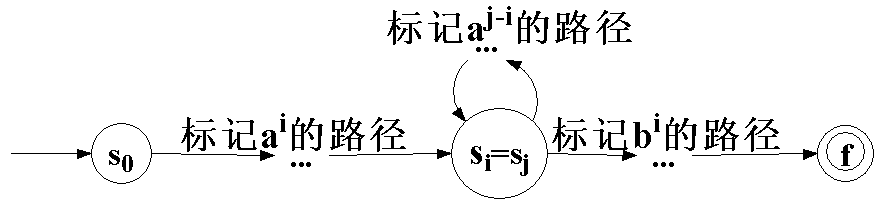 标记a^{j-i}的路径
...
标记a^i的路径
标记b^i的路径
s_0
...
s_i=s_j
...
f